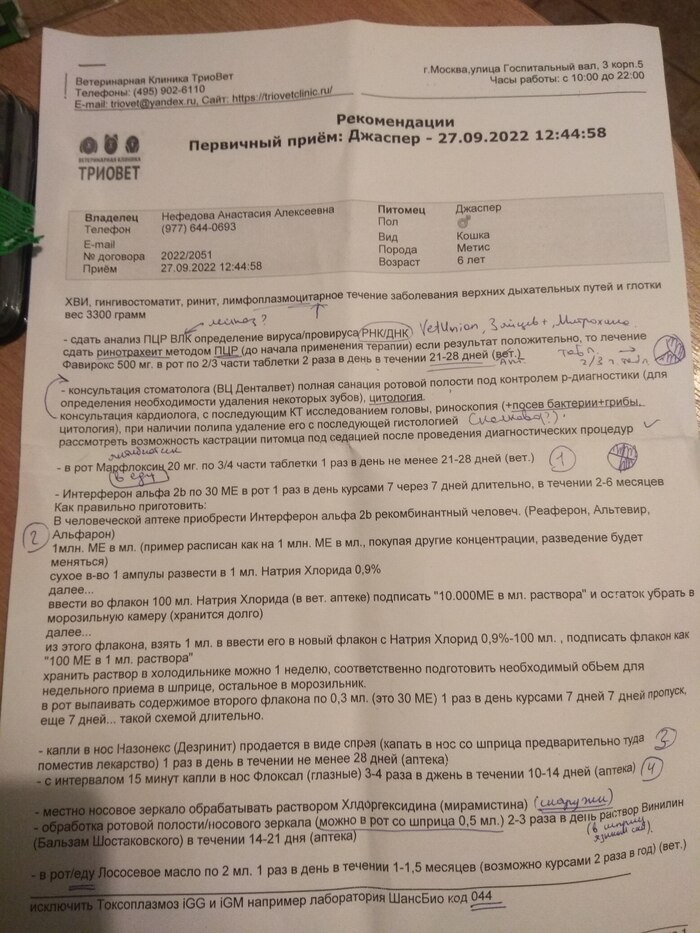 Ветеринарная Клиника ТриоВет
Телефоны: (495) 902-6110
E-mail: triovet@yandex.ru, Сайт: https://triovetclinic.ru/
г.Москва,улица Госпитальный вал, 3 корп.5
Часы работы: с 10:00 до 22:00
Рекомендации
Первичный приём: Джаспер - 27.09.2022 12:44:58
ВЕТЕРИНАРНАЯ КЛИНИКА
ТРИОВЕТ
Владелец Нефедова Анастасия Алексеевна
Телефон (977) 644-0693
E-mail
№ договора 2022/2051
Приём 27.09.2022 12:44:58
Питомец Джаспер
Пол
Вид Кошка
Порода Метис
Возраст 6 лет
ХВИ, гингивостоматит, ринит, лимфоплазмоцитарное течение заболевания верхних дыхательных путей и глотки
вес 3300 грамм
VetUnion, Зайцев +
- сдать анализ ПЦР ВЛК определение вируса/провируса РНК/ДНК
сдать ринотрахеит методом ПЦР (до начала применения терапии) если результат положительно, то лечение
Фавирокс 500 мг. в рот по 2/3 части таблетки 2 раза в день в течении 21-28 дней (вет.)
- консультация стоматолога (ВЦ Денталвет) полная санация ротовой полости под контролем р-диагностики (для
определения необходимости удаления некоторых зубов), цитология.
консультация кардиолога, с последующим КТ исследованием головы, риноскопия (+посев бактерии+грибы,
цитология), при наличии полипа удаление его с последующей гистологией
рассмотреть возможность кастрации питомца под седацией после проведения диагностических процедур
антибиотик
- в рот Марфлоксин 20 мг. по 3/4 части таблетки 1 раз в день не менее 21-28 дней (вет.) 1
в еду
- Интерферон альфа 2b по 30 МЕ в рот 1 раз в день курсами 7 через 7 дней длительно, в течении 2-6 месяцев
Как правильно приготовить:
В человеческой аптеке приобрести Интерферон альфа 2b рекомбинантный человеч. (Реаферон, Альтевир,
2 Альфарон)
1млн. МЕ в мл. (пример расписан как на 1 млн. МЕ в мл., покупая другие концентрации, разведение будет
меняться)
сухое в-во 1 ампулы развести в 1 мл. Натрия Хлорида 0,9%
далее...
ввести во флакон 100 мл. Натрия Хлорида (в вет. аптеке) подписать "10.000МЕ в мл. раствора" и остаток убрать в
морозильную камеру (хранится долго)
далее...
из этого флакона, взять 1 мл. в ввести его в новый флакон с Натрия Хлорид 0,9%-100 мл. , подписать флакон как
"100 МЕ в 1 мл. раствора"
хранить раствор в холодильнике можно 1 неделю, соответственно подготовить необходимый обЬем для
недельного приема в шприце, остальное в морозильник.
в рот выпаивать содержимое второго флакона по 0,3 мл. (это 30 МЕ) 1 раз в день курсами 7 дней 7 дней пропуск,
еще 7 дней... такой схемой длительно.
- капли в нос Назонекс (Дезринит) продается в виде спрея (капать в нос со шприца предварительно туда 3
поместив лекарство) 1 раз в день в течении не менее 28 дней (аптека)
- с интервалом 15 минут капли в нос Флоксал (глазные) 3-4 раза в джень в течении 10-14 дней (аптека) 4
- местно носовое зеркало обрабатывать раствором Хлдоргексидина (мирамистина) (снаружи)
- обработка ротовой полости/носового зеркала (можно в рот со шприца 0,5 мл.) 2-3 раза в день раствор Винилин
(Бальзам Шостаковского) в течении 14-21 дня (аптека)
- в рот/еду Лососевое масло по 2 мл. 1 раз в день в течении 1-1,5 месяцев (возможно курсами 2 раза в год) (вет.)
исключить Токсоплазмоз iGG и iGM например лаборатория ШансБио код 044